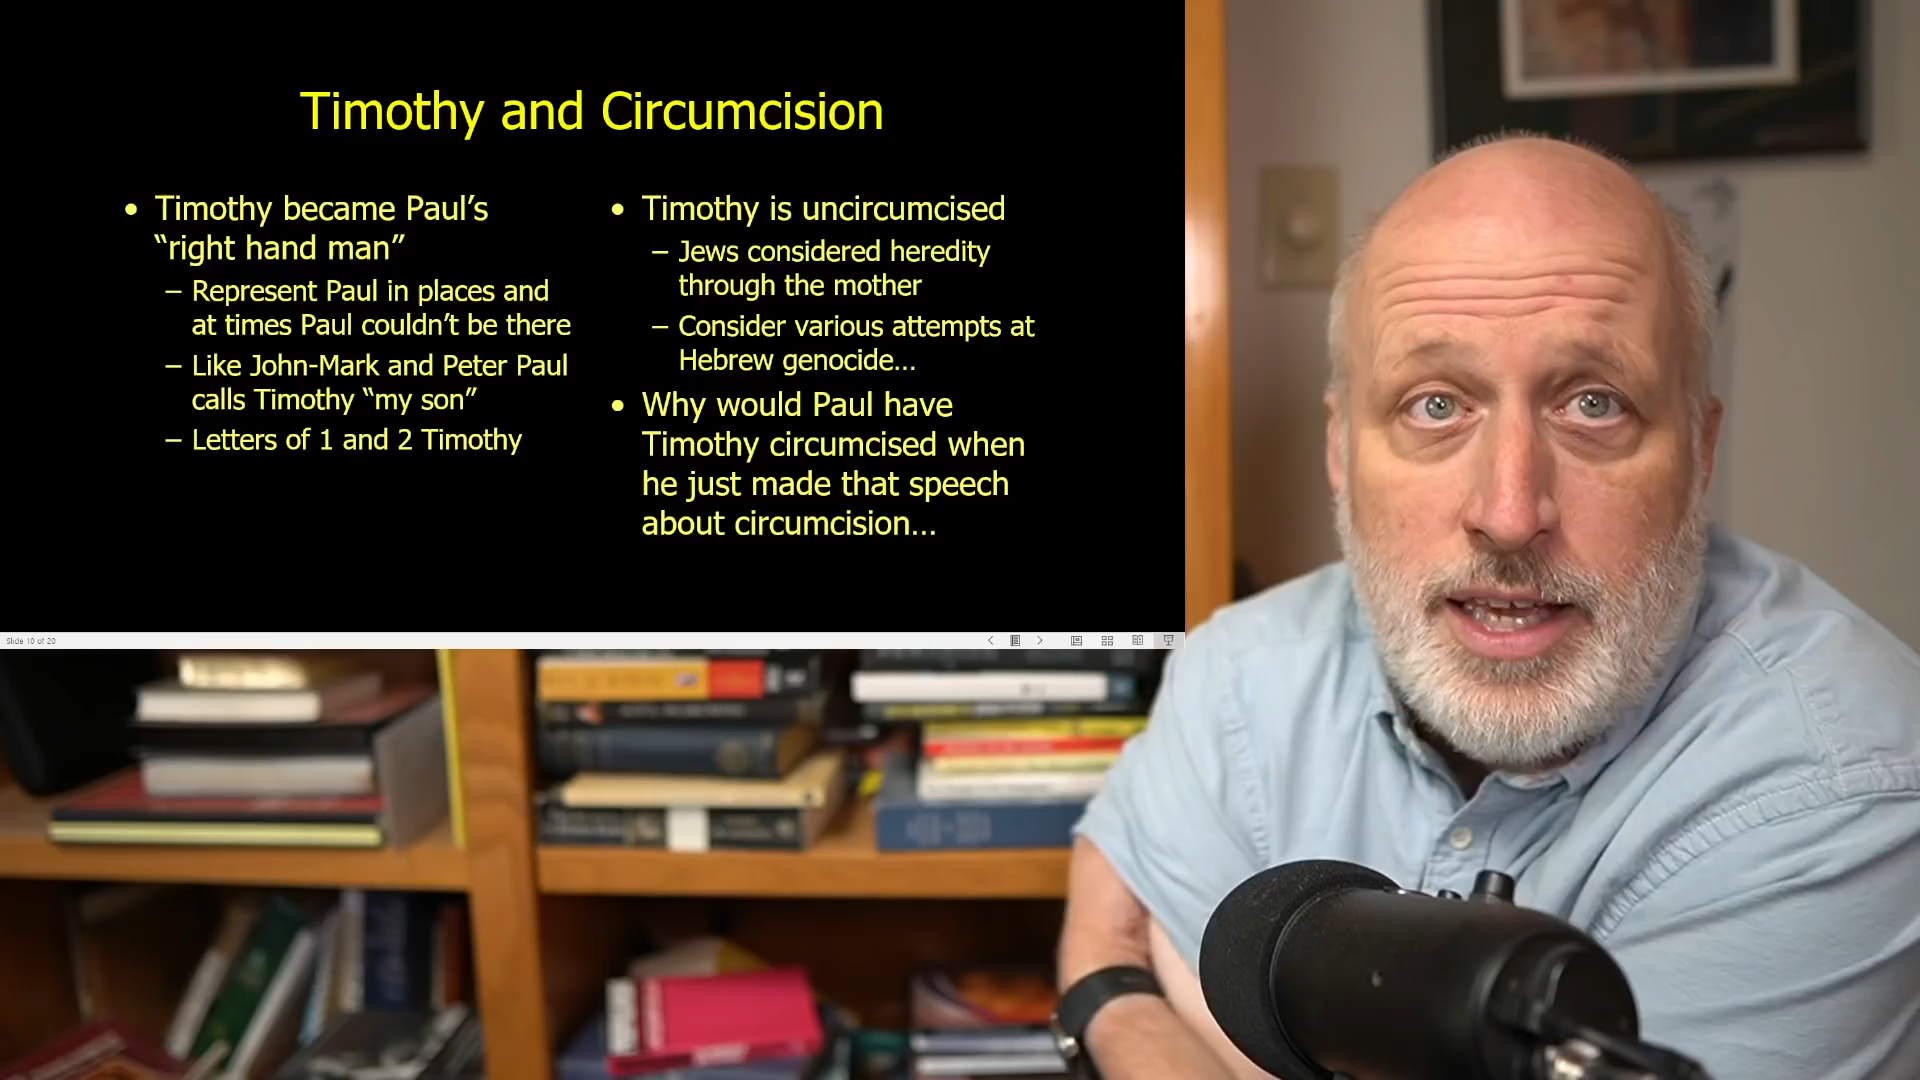 Timothy and Circumcision
• Timothy became Paul’s
“right hand man”
– Represent Paul in places and
at times Paul couldn’t be there
– Like John-Mark and Peter Paul
calls Timothy “my son”
– Letters of 1 and 2 Timothy
• Timothy is uncircumcised
– Jews considered heredity
through the mother
– Consider various attempts at
Hebrew genocide…
• Why would Paul have
Timothy circumcised when
he just made that speech
about circumcision…
Slide 10 of 20